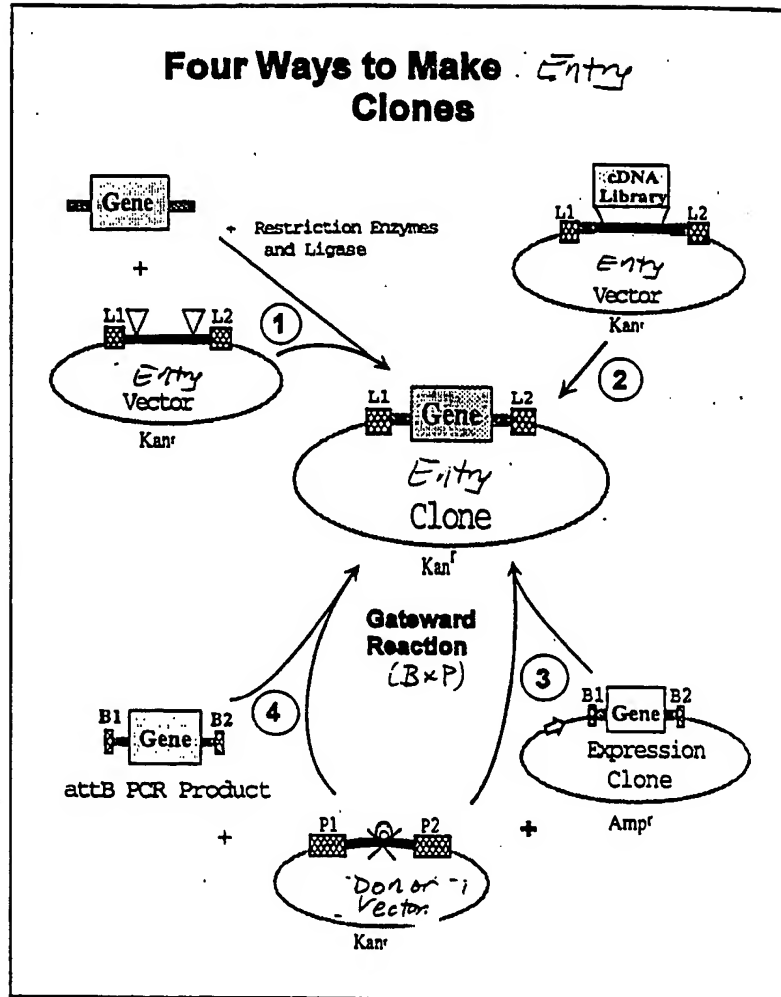 Four Ways to Make Entry
Clones
Gene
+ Restriction Enzymes
and Ligase
+
L1 L2
Entry
Vector
Kanr
1
cDNA
Library
L1 L2
Entry
Vector
Kanr
2
L1 Gene L2
Entry
Clone
Kanr
Gateward
Reaction
(B×P)
4
3
B1 B2
Gene
attB PCR Product
+
B1 B2
Gene
Expression
Clone
Ampr
+
P1 P2
Donor
Vector
Kanr